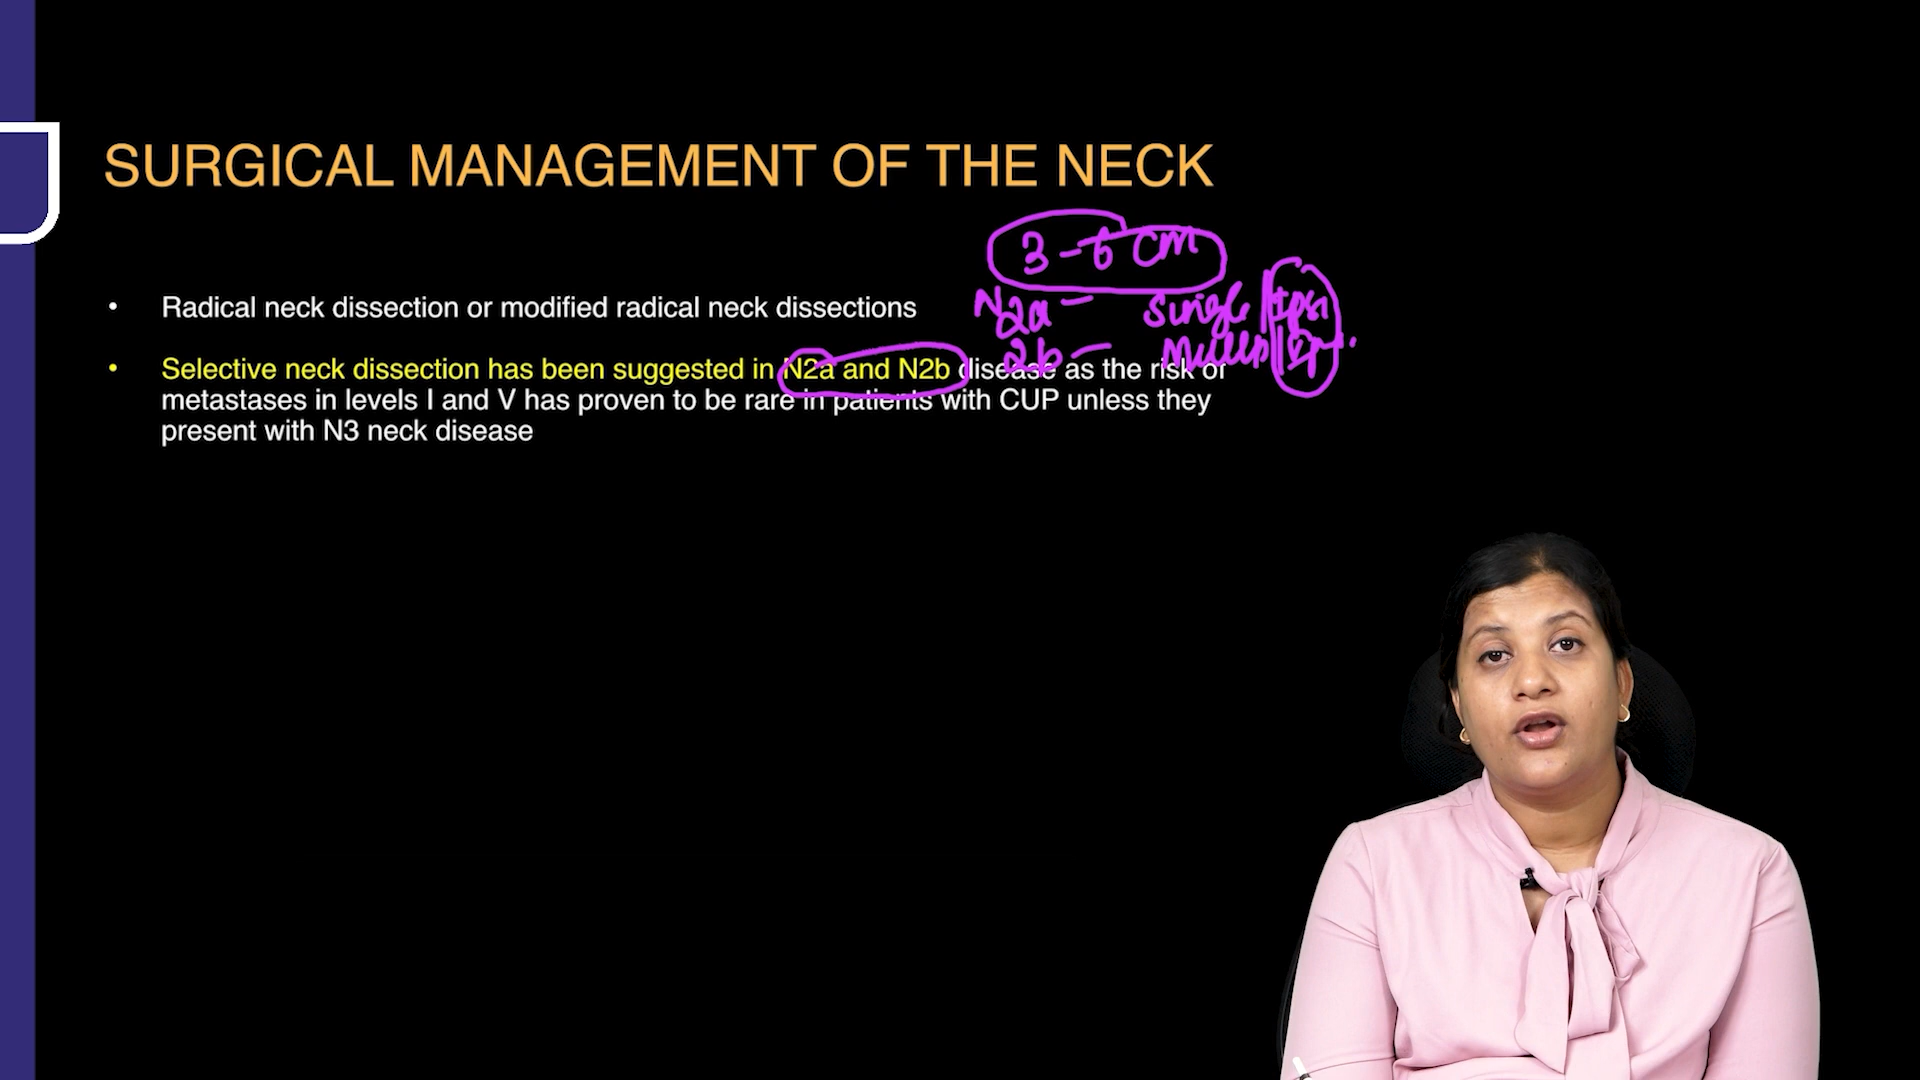 SURGICAL MANAGEMENT OF THE NECK
3-6 cm
• Radical neck dissection or modified radical neck dissections
N2a - Single Ipsi
2b -
• Selective neck dissection has been suggested in N2a and N2b disease as the risk of
metastases in levels I and V has proven to be rare in patients with CUP unless they
present with N3 neck disease